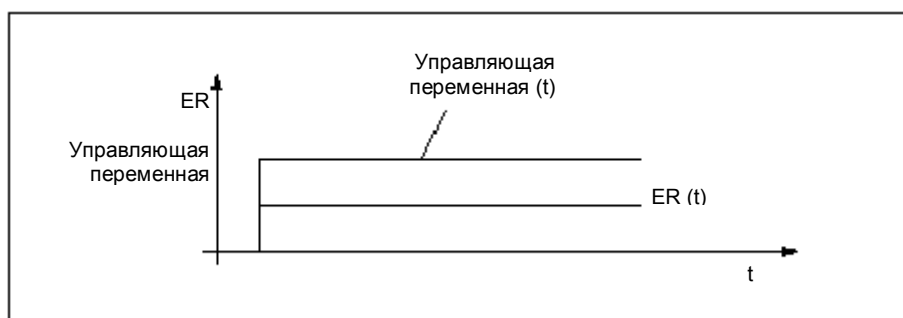 Управляющая
переменная (t)
ER
Управляющая
переменная
ER (t)
t